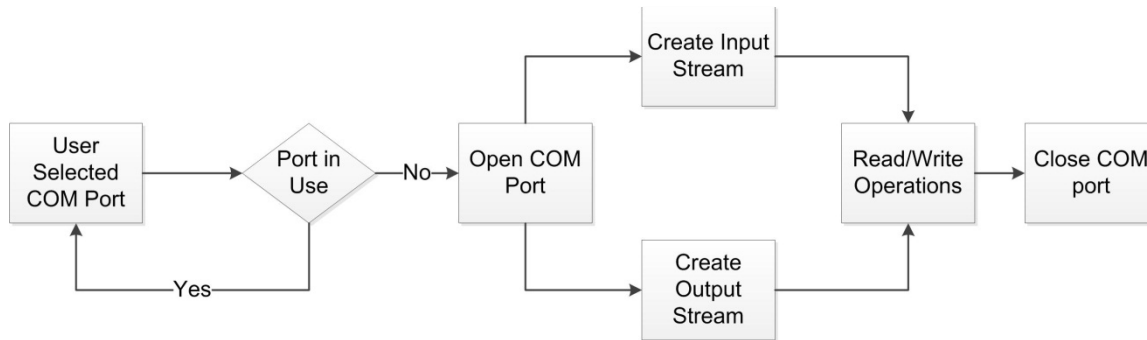 User
Selected
COM Port
Port in
Use
No
Yes
Open COM
Port
Create Input
Stream
Create
Output
Stream
Read/Write
Operations
Close COM
port